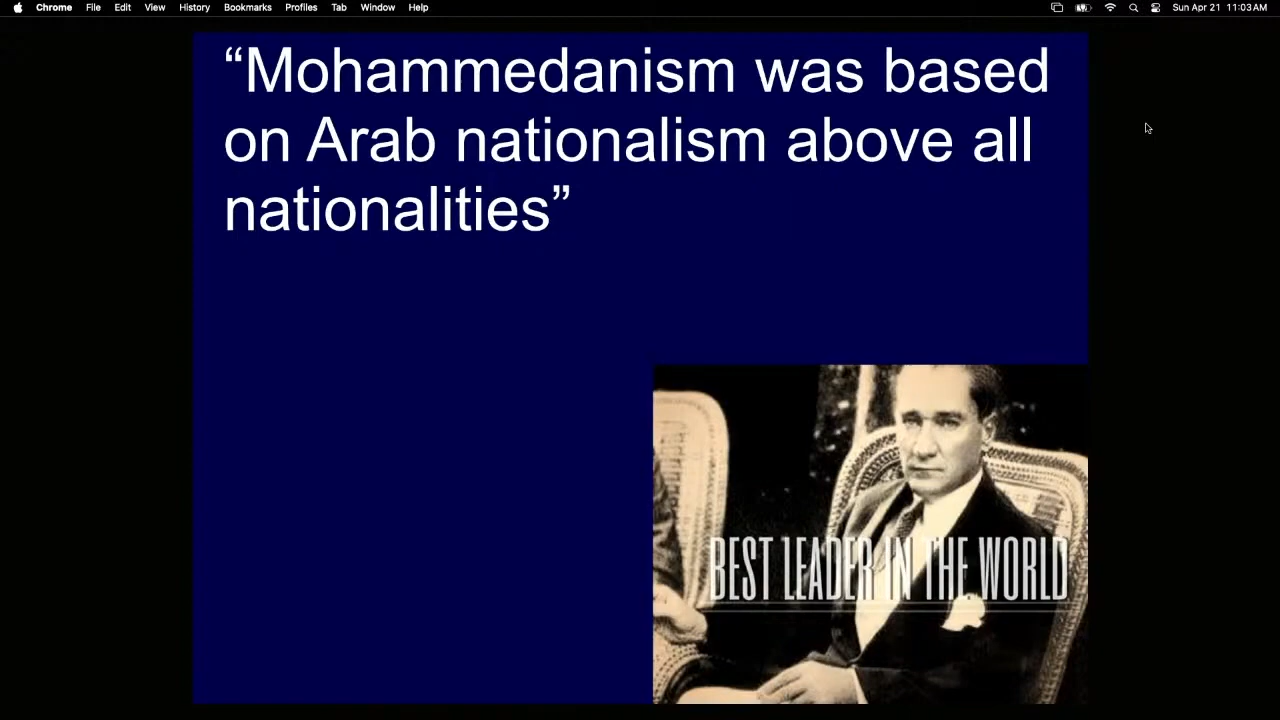 Chrome File Edit View History Bookmarks Profiles Tab Window Help Sun Apr 21 11:03 AM
“Mohammedanism was based
on Arab nationalism above all
nationalities”
BEST LEADER IN THE WORLD